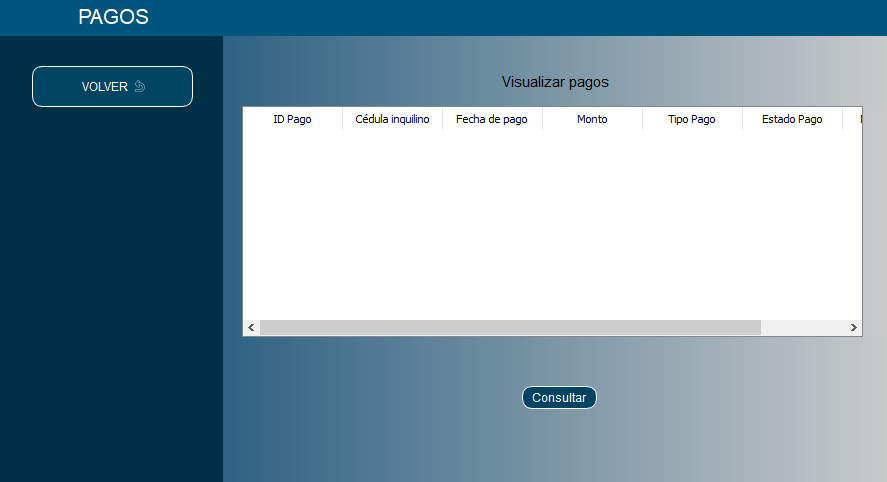 PAGOS
VOLVER
Visualizar pagos
ID Pago Cédula inquilino Fecha de pago Monto Tipo Pago Estado Pago
Consultar